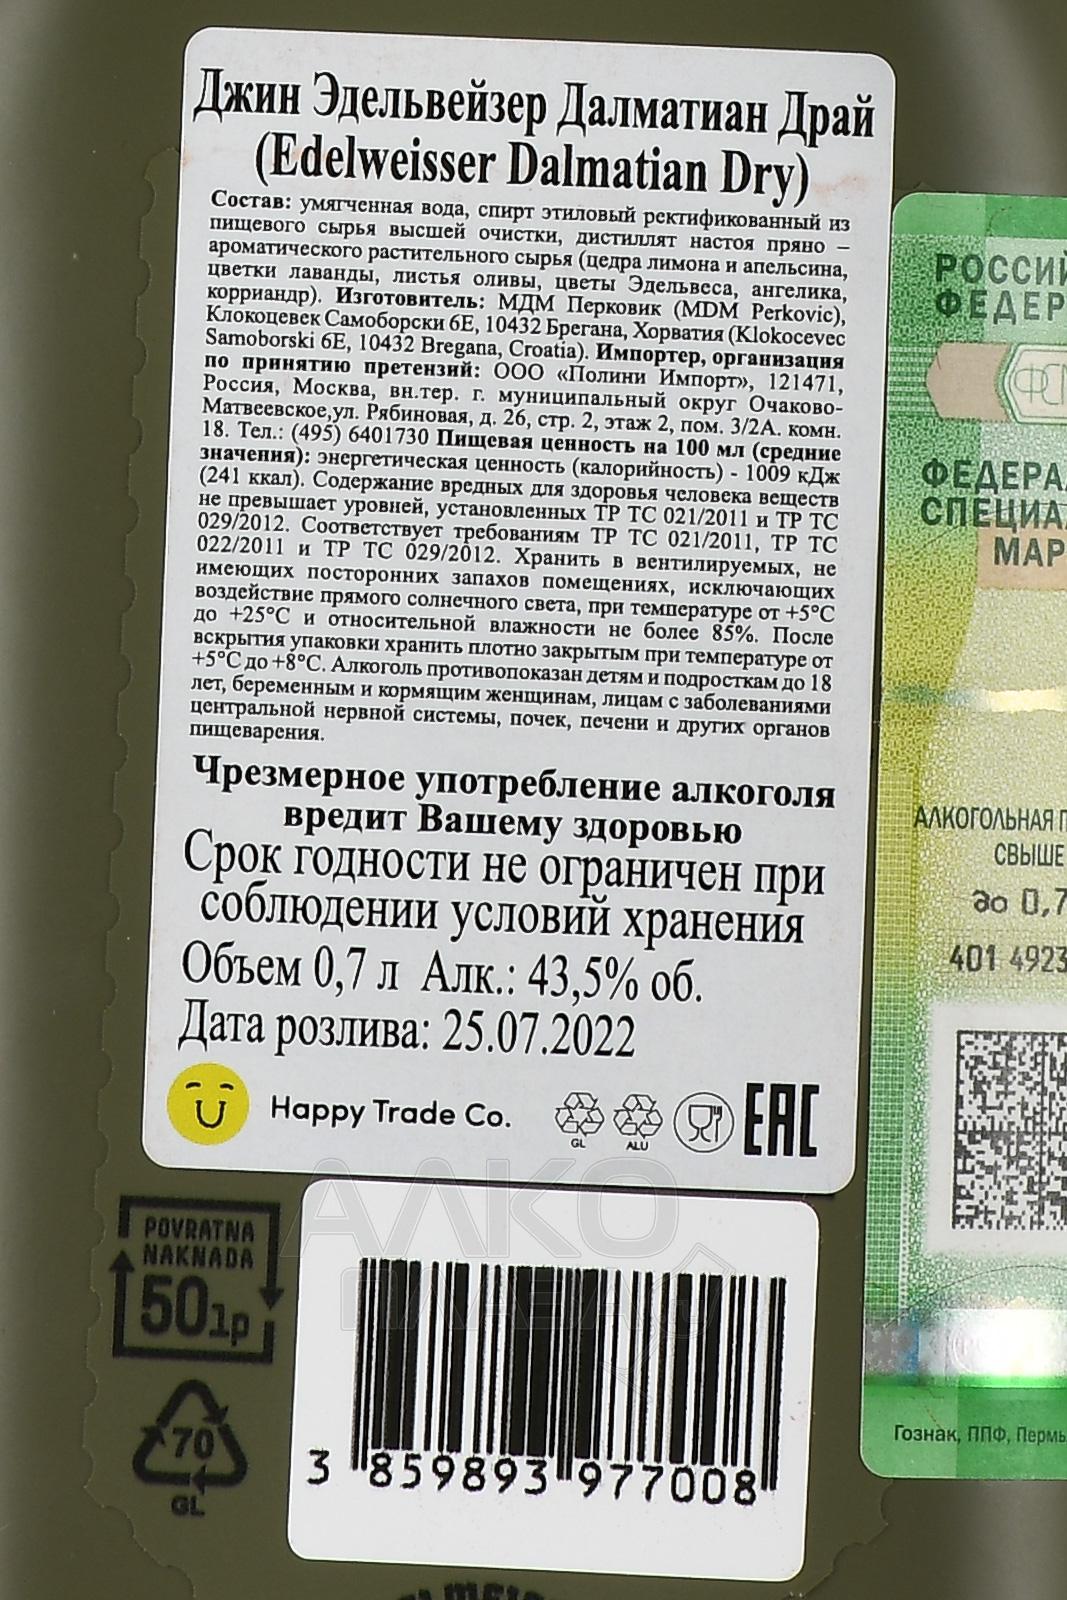 Джин Эдельвейзер Далматиан Драй
(Edelweisser Dalmatian Dry)
Состав: умягченная вода, спирт этиловый ректификованный из
пищевого сырья высшей очистки, дистиллят настоя пряно –
ароматического растительного сырья (цедра лимона и апельсина,
цветки лаванды, листья оливы, цветы Эдельвеса, ангелика,
корриандр). Изготовитель: МДМ Перковик (MDM Perkovic),
Клокоцевек Самоборски 6Е, 10432 Брегана, Хорватия (Klokocevec
Samoborski 6E, 10432 Bregana, Croatia). Импортер, организация
по принятию претензий: ООО «Полини Импорт», 121471,
Россия, Москва, вн.тер. г. муниципальный округ Очаково-
Матвеевское,ул. Рябиновая, д. 26, стр. 2, этаж 2, пом. 3/2А. комн.
18. Тел.: (495) 6401730 Пищевая ценность на 100 мл (средние
значения): энергетическая ценность (калорийность) - 1009 кДж
(241 ккал). Содержание вредных для здоровья человека веществ
не превышает уровней, установленных ТР ТС 021/2011 и ТР ТС
029/2012. Соответствует требованиям ТР ТС 021/2011, ТР ТС
022/2011 и ТР ТС 029/2012. Хранить в вентилируемых, не
имеющих посторонних запахов помещениях, исключающих
воздействие прямого солнечного света, при температуре от +5°С
до +25°С и относительной влажности не более 85%. После
вскрытия упаковки хранить плотно закрытым при температуре от
+5°С до +8°С. Алкоголь противопоказан детям и подросткам до 18
лет, беременным и кормящим женщинам, лицам с заболеваниями
центральной нервной системы, почек, печени и других органов
пищеварения.
Чрезмерное употребление алкоголя
вредит Вашему здоровью
Срок годности не ограничен при
соблюдении условий хранения
Объем 0,7 л Алк.: 43,5% об.
Дата розлива: 25.07.2022
Happy Trade Co.
GL
ALU
EAC
POVRATNA
NAKNADA
50lp
70
GL
3 859893 977008
АЛКО
РОССИЙ
ФЕДЕР
ФСМ
ФЕДЕРА
СПЕЦИА
МАР
АЛКОГОЛЬНАЯ П
СВЫШЕ
до 0,7
401 4923
Гознак, ППФ, Пермь